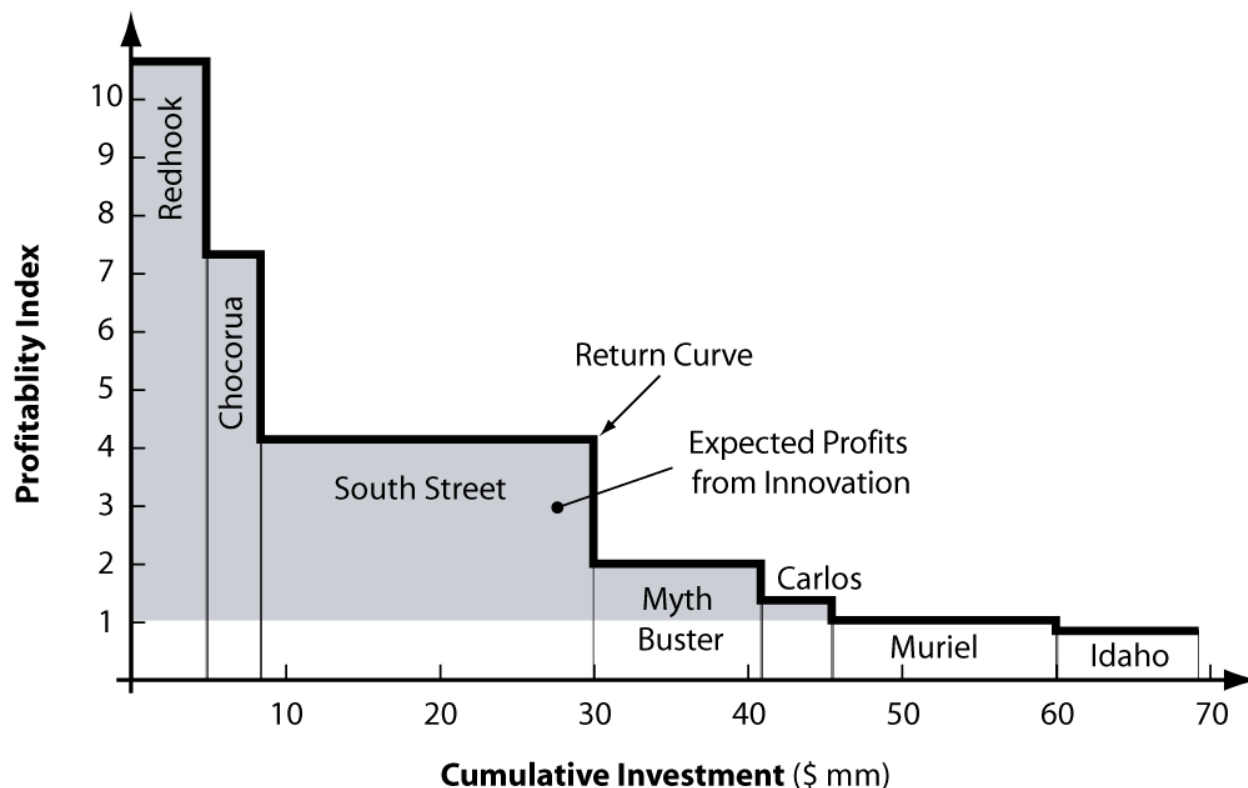 Profitablity Index
10
9
8
7
6
5
4
3
2
1
Redhook
Chocorua
South Street
Return Curve
Expected Profits
from Innovation
Myth
Buster
Carlos
Muriel
Idaho
10 20 30 40 50 60 70
Cumulative Investment ($ mm)